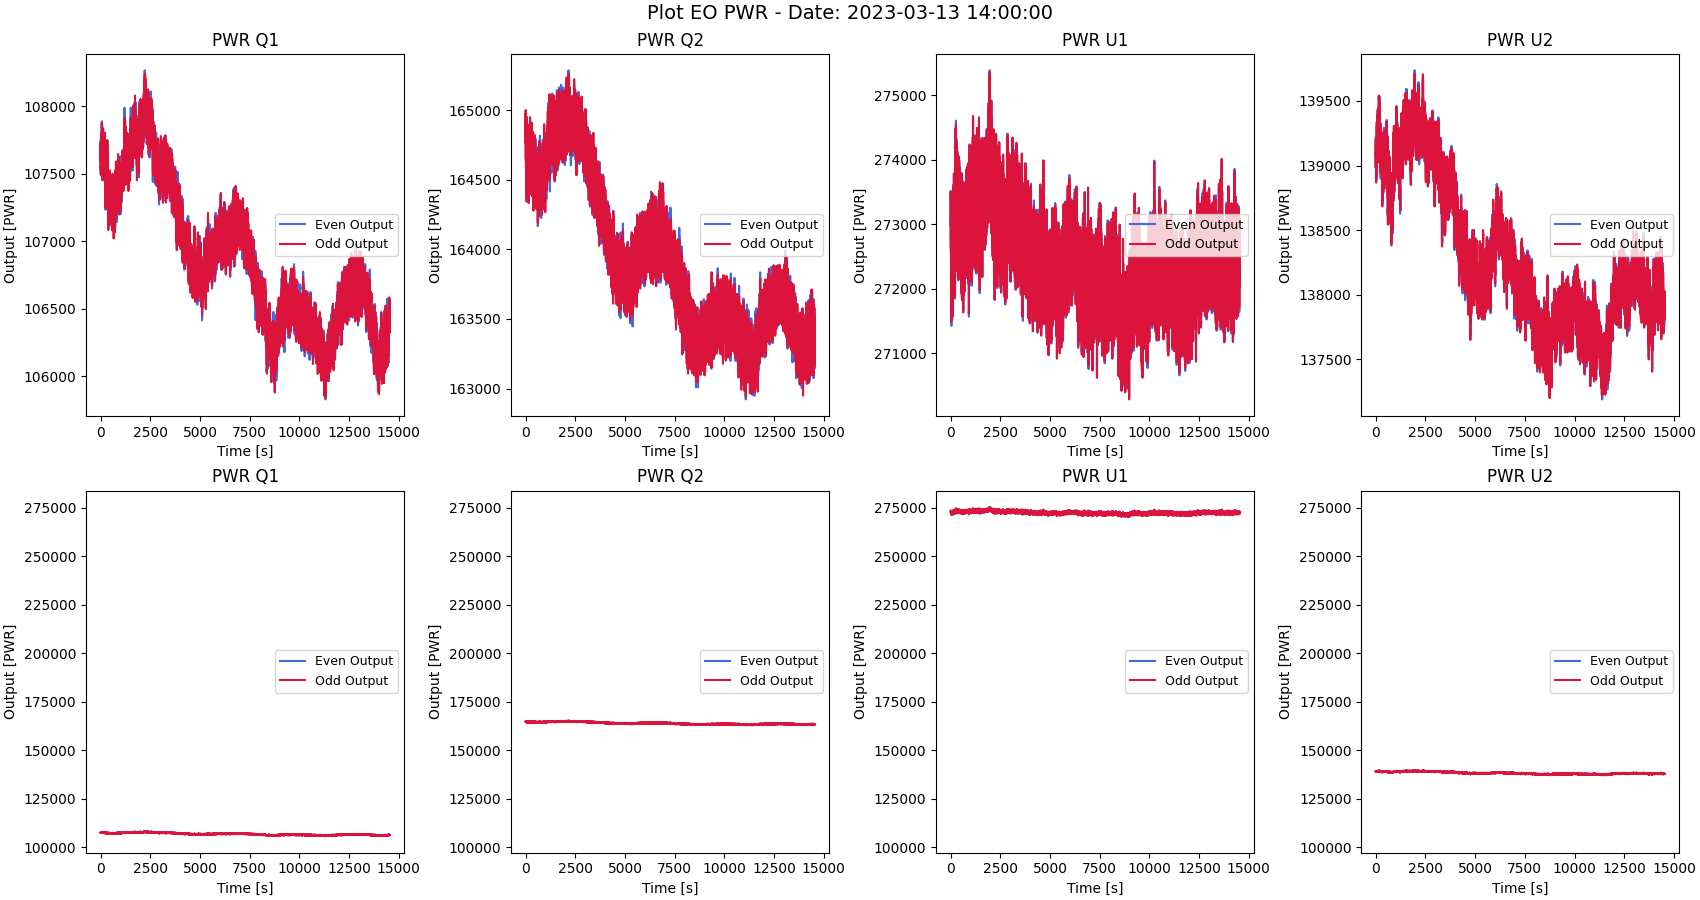 Plot EO PWR - Date: 2023-03-13 14:00:00
PWR Q1
Output [PWR]
108000
107500
107000
106500
106000
Even Output
Odd Output
0 2500 5000 7500 10000 12500 15000
Time [s]
PWR Q2
Output [PWR]
165000
164500
164000
163500
163000
Even Output
Odd Output
0 2500 5000 7500 10000 12500 15000
Time [s]
PWR U1
Output [PWR]
275000
274000
273000
272000
271000
Even Output
Odd Output
0 2500 5000 7500 10000 12500 15000
Time [s]
PWR U2
Output [PWR]
139500
139000
138500
138000
137500
Even Output
Odd Output
0 2500 5000 7500 10000 12500 15000
Time [s]
PWR Q1
Output [PWR]
275000
250000
225000
200000
175000
150000
125000
100000
Even Output
Odd Output
0 2500 5000 7500 10000 12500 15000
Time [s]
PWR Q2
Output [PWR]
275000
250000
225000
200000
175000
150000
125000
100000
Even Output
Odd Output
0 2500 5000 7500 10000 12500 15000
Time [s]
PWR U1
Output [PWR]
275000
250000
225000
200000
175000
150000
125000
100000
Even Output
Odd Output
0 2500 5000 7500 10000 12500 15000
Time [s]
PWR U2
Output [PWR]
275000
250000
225000
200000
175000
150000
125000
100000
Even Output
Odd Output
0 2500 5000 7500 10000 12500 15000
Time [s]